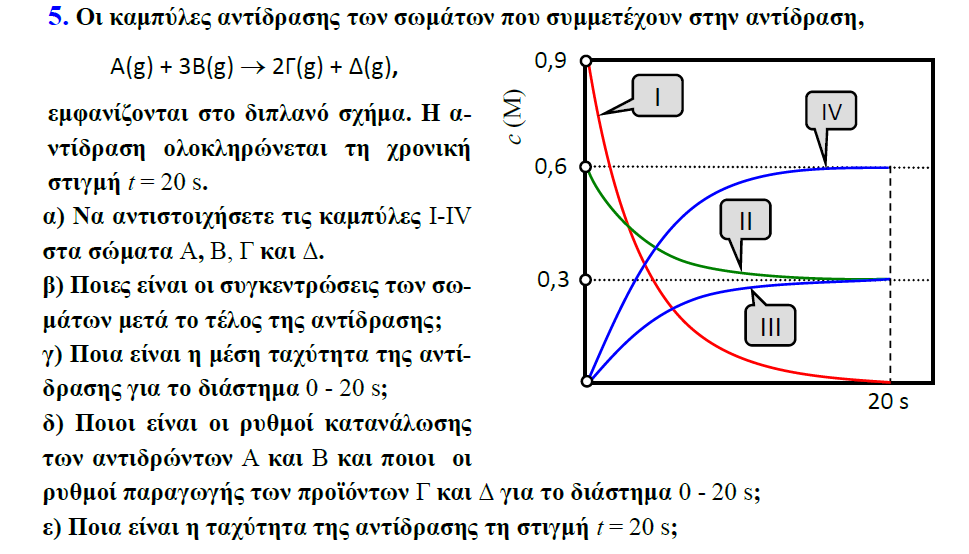 5. Οι καμπύλες αντίδρασης των σωμάτων που συμμετέχουν στην αντίδραση,
A(g) + 3B(g) → 2Γ(g) + Δ(g),
εμφανίζονται στο διπλανό σχήμα. Η α-
ντίδραση ολοκληρώνεται τη χρονική
στιγμή t = 20 s.
α) Να αντιστοιχήσετε τις καμπύλες I-IV
στα σώματα Α, Β, Γ και Δ.
β) Ποιες είναι οι συγκεντρώσεις των σω-
μάτων μετά το τέλος της αντίδρασης;
γ) Ποια είναι η μέση ταχύτητα της αντί-
δρασης για το διάστημα 0 - 20 s;
δ) Ποιοι είναι οι ρυθμοί κατανάλωσης
των αντιδρώντων Α και Β και ποιοι οι
ρυθμοί παραγωγής των προϊόντων Γ και Δ για το διάστημα 0 - 20 s;
ε) Ποια είναι η ταχύτητα της αντίδρασης τη στιγμή t = 20 s;
0,9
c (M)
I
IV
0,6
II
0,3
III
20 s